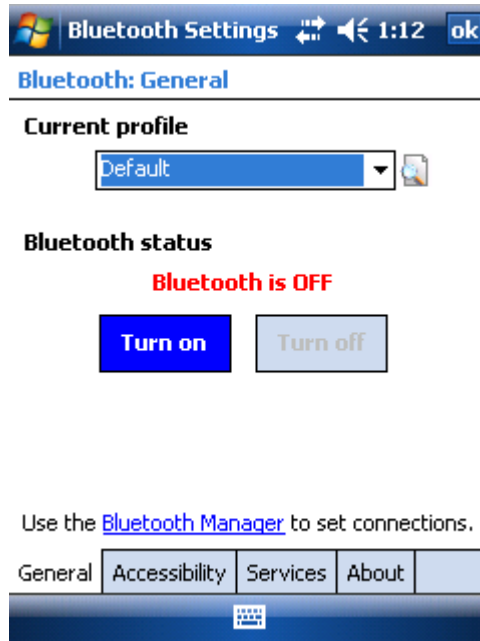 Bluetooth Settings 1:12 ok
Bluetooth: General
Current profile
Default
Bluetooth status
Bluetooth is OFF
Turn on Turn off
Use the Bluetooth Manager to set connections.
General Accessibility Services About